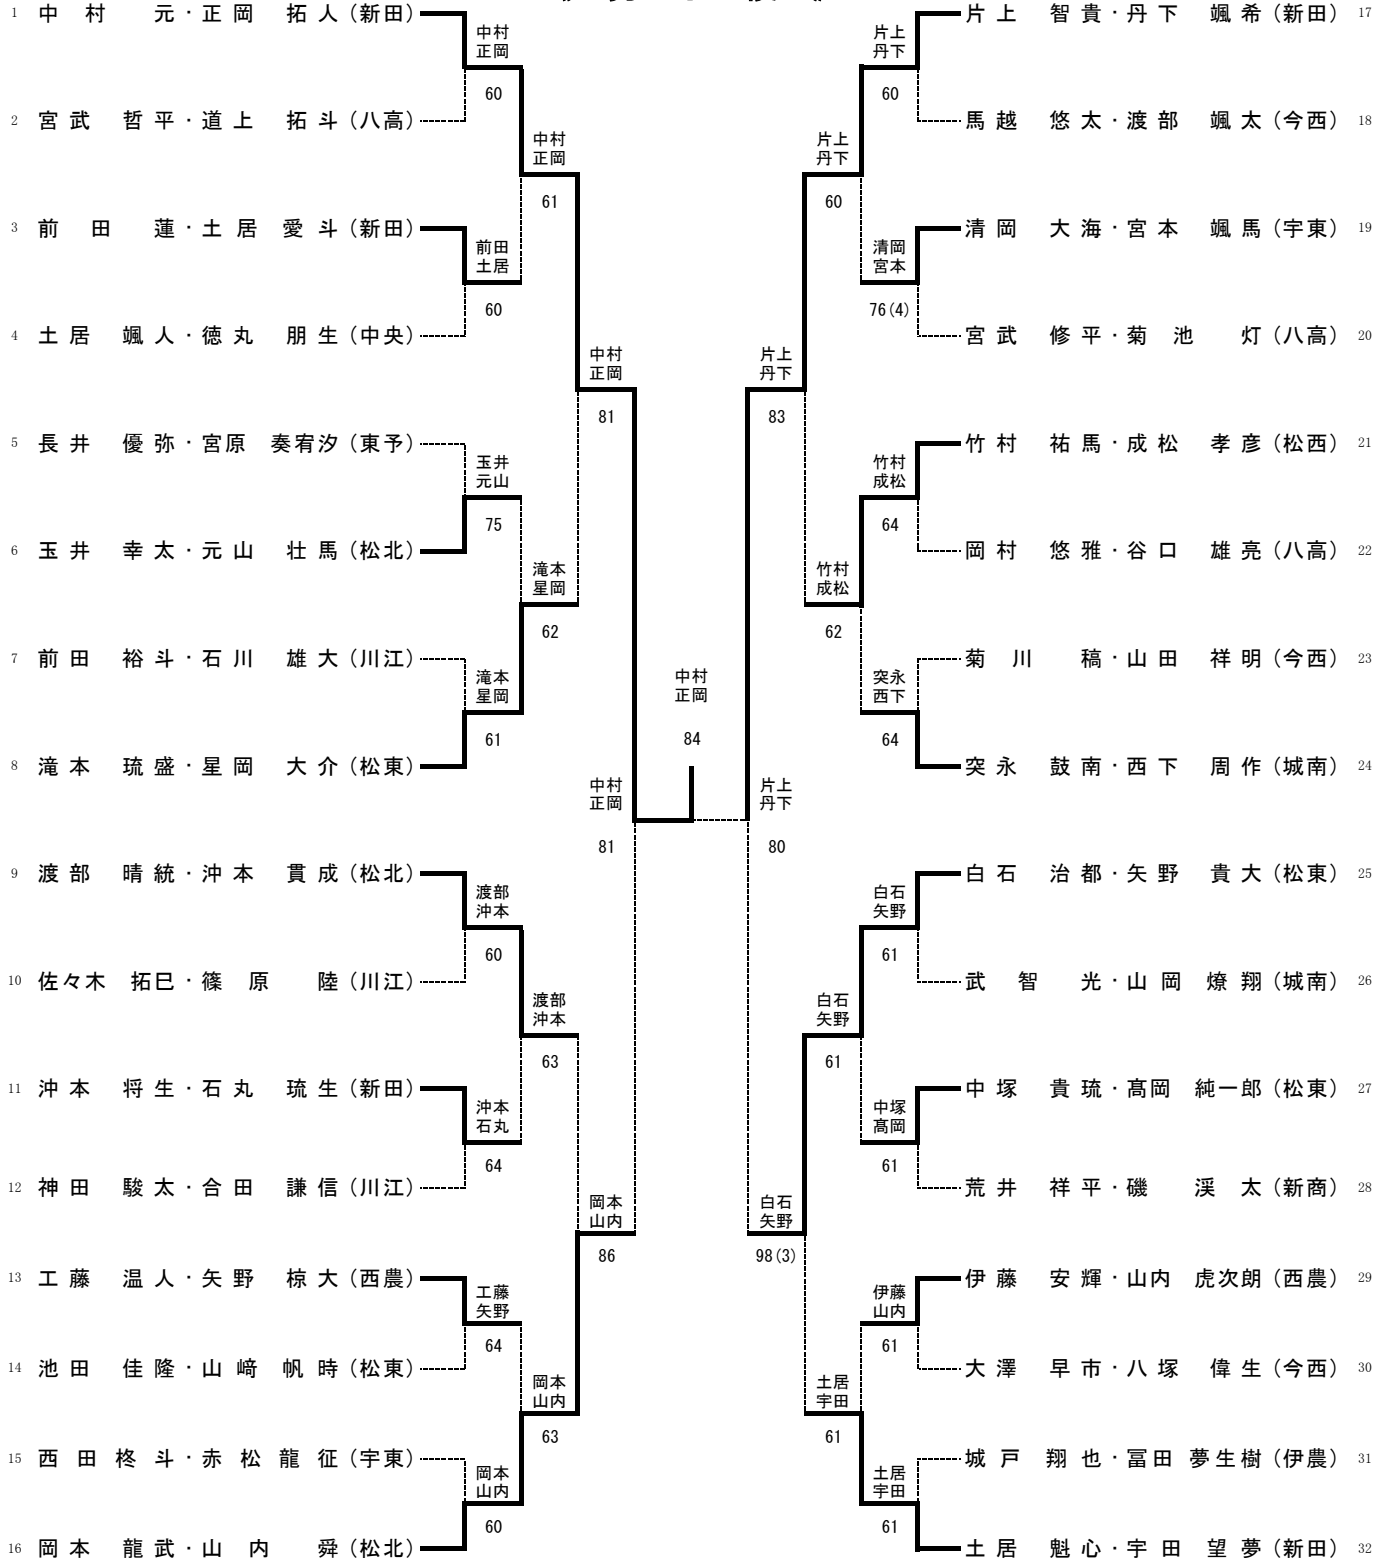 1 中村 元・正岡 拓人(新田)
2 宮武 哲平・道上 拓斗(八高)
3 前田 蓮・土居 愛斗(新田)
4 土居 颯人・徳丸 朋生(中央)
5 長井 優弥・宮原 奏宥汐(東予)
6 玉井 幸太・元山 壮馬(松北)
7 前田 裕斗・石川 雄大(川江)
8 滝本 琉盛・星岡 大介(松東)
9 渡部 晴統・沖本 貫成(松北)
10 佐々木 拓巳・篠原 陸(川江)
11 沖本 将生・石丸 琉生(新田)
12 神田 駿太・合田 謙信(川江)
13 工藤 温人・矢野 椋大(西農)
14 池田 佳隆・山﨑 帆時(松東)
15 西田 柊斗・赤松 龍征(宇東)
16 岡本 龍武・山内 舜(松北)
中村
正岡
60
前田
土居
60
玉井
元山
75
滝本
星岡
61
渡部
沖本
60
沖本
石丸
64
工藤
矢野
64
岡本
山内
60
中村
正岡
61
滝本
星岡
62
渡部
沖本
63
岡本
山内
63
中村
正岡
81
岡本
山内
86
中村
正岡
81
中村
正岡
84
片上
丹下
80
片上
丹下
83
白石
矢野
98(3)
片上
丹下
60
竹村
成松
62
白石
矢野
61
土居
宇田
61
片上
丹下
60
清岡
宮本
76(4)
竹村
成松
64
突永
西下
64
白石
矢野
61
中塚
髙岡
61
伊藤
山内
61
土居
宇田
61
片上 智貴・丹下 颯希(新田) 17
馬越 悠太・渡部 颯太(今西) 18
清岡 大海・宮本 颯馬(宇東) 19
宮武 修平・菊池 灯(八高) 20
竹村 祐馬・成松 孝彦(松西) 21
岡村 悠雅・谷口 雄亮(八高) 22
菊川 稿・山田 祥明(今西) 23
突永 鼓南・西下 周作(城南) 24
白石 治都・矢野 貴大(松東) 25
武智 光・山岡 燎翔(城南) 26
中塚 貴琉・髙岡 純一郎(松東) 27
荒井 祥平・磯 渓太(新商) 28
伊藤 安輝・山内 虎次朗(西農) 29
大澤 早市・八塚 偉生(今西) 30
城戸 翔也・冨田 夢生樹(伊農) 31
土居 魁心・宇田 望夢(新田) 32